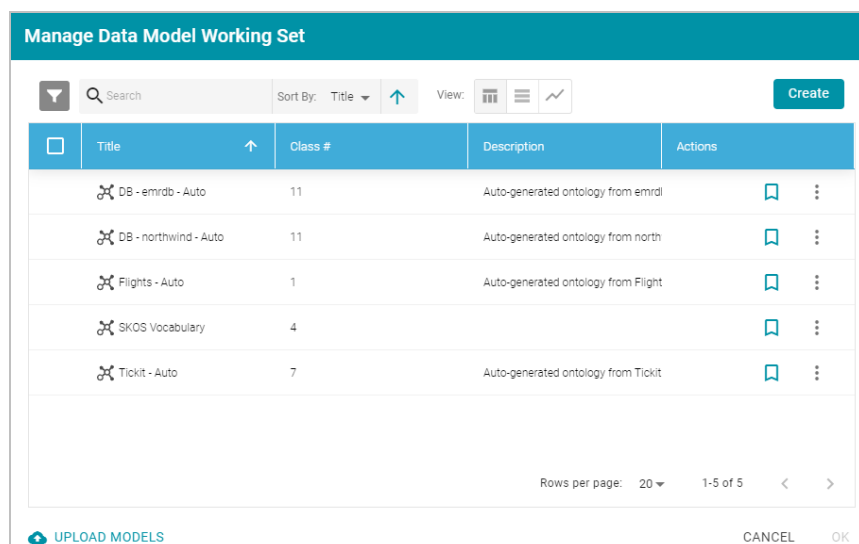 Manage Data Model Working Set
Search Sort By: Title View: Create
Title Class # Description Actions
DB - emrdb - Auto 11 Auto-generated ontology from emrd
DB - northwind - Auto 11 Auto-generated ontology from north
Flights - Auto 1 Auto-generated ontology from Flight
SKOS Vocabulary 4
Tickit - Auto 7 Auto-generated ontology from Tickit
Rows per page: 20 1-5 of 5
UPLOAD MODELS CANCEL OK